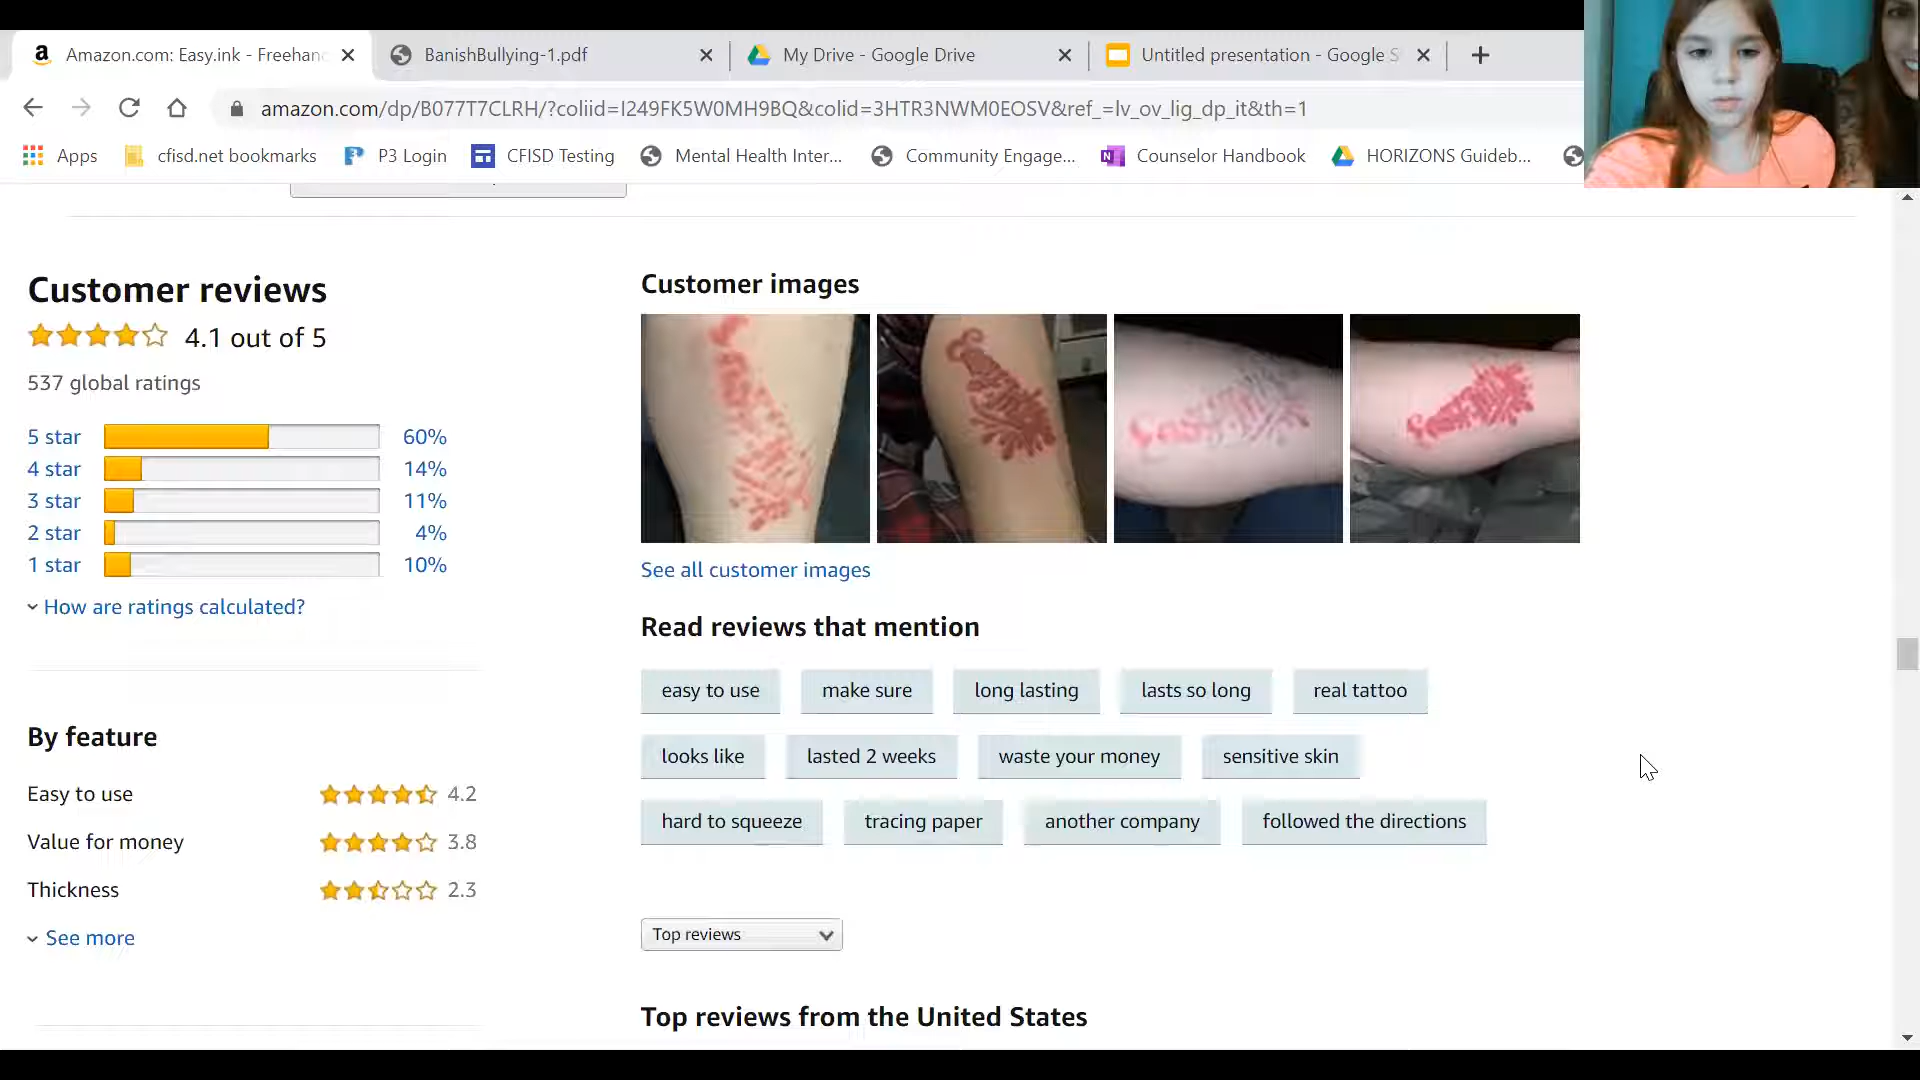 Amazon.com: Easy.ink - Freehan
BanishBullying-1.pdf
My Drive - Google Drive
Untitled presentation - Google S
amazon.com/dp/B077T7CLRH/?coliid=I249FK5W0MH9BQ&colid=3HTR3NWM0EOSV&ref_=lv_ov_lig_dp_it&th=1
Apps
cfisd.net bookmarks
P3 Login
CFISD Testing
Mental Health Inter...
Community Engage...
Counselor Handbook
HORIZONS Guideb...
Customer reviews
4.1 out of 5
537 global ratings
5 star 60%
4 star 14%
3 star 11%
2 star 4%
1 star 10%
How are ratings calculated?
By feature
Easy to use 4.2
Value for money 3.8
Thickness 2.3
See more
Customer images
See all customer images
Read reviews that mention
easy to use make sure long lasting lasts so long real tattoo
looks like lasted 2 weeks waste your money sensitive skin
hard to squeeze tracing paper another company followed the directions
Top reviews
Top reviews from the United States